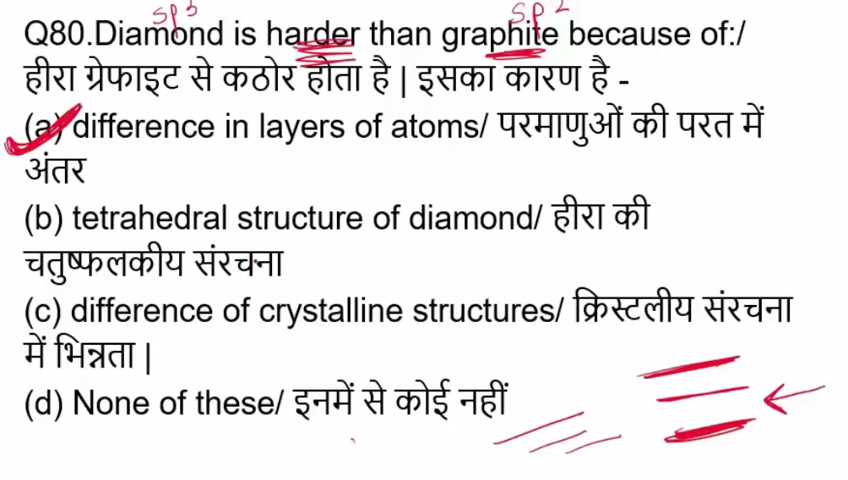 sp3 sp2
Q80.Diamond is harder than graphite because of:/
हीरा ग्रेफाइट से कठोर होता है | इसका कारण है -
(a) difference in layers of atoms/ परमाणुओं की परत में
अंतर
(b) tetrahedral structure of diamond/ हीरा की
चतुष्फलकीय संरचना
(c) difference of crystalline structures/ क्रिस्टलीय संरचना
में भिन्नता |
(d) None of these/ इनमें से कोई नहीं